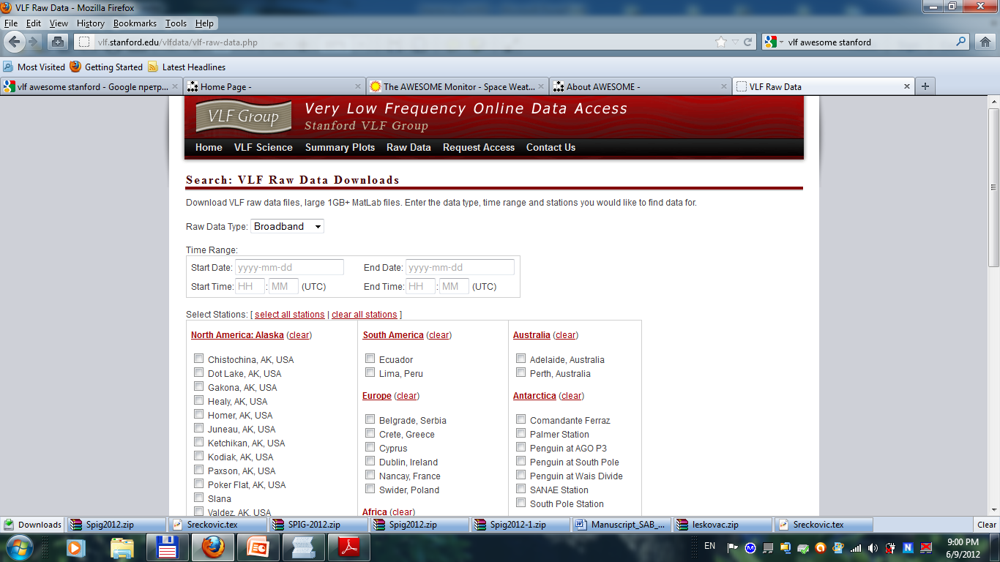 VLF Raw Data - Mozilla Firefox
File Edit View History Bookmarks Tools Help
vlf.stanford.edu/vlfdata/vlf-raw-data.php
vlf awesome stanford
Most Visited Getting Started Latest Headlines
vlf awesome stanford - Google претр... Home Page - The AWESOME Monitor - Space Weat... About AWESOME - VLF Raw Data
VLF Group
Very Low Frequency Online Data Access
Stanford VLF Group
Home VLF Science Summary Plots Raw Data Request Access Contact Us
Search: VLF Raw Data Downloads
Download VLF raw data files, large 1GB+ MatLab files. Enter the data type, time range and stations you would like to find data for.
Raw Data Type: Broadband
Time Range:
Start Date: yyyy-mm-dd End Date: yyyy-mm-dd
Start Time: HH : MM (UTC) End Time: HH : MM (UTC)
Select Stations: [ select all stations | clear all stations ]
North America: Alaska (clear)
Chistochina, AK, USA
Dot Lake, AK, USA
Gakona, AK, USA
Healy, AK, USA
Homer, AK, USA
Juneau, AK, USA
Ketchikan, AK, USA
Kodiak, AK, USA
Paxson, AK, USA
Poker Flat, AK, USA
Slana
Valdez, AK, USA
South America (clear)
Ecuador
Lima, Peru
Europe (clear)
Belgrade, Serbia
Crete, Greece
Cyprus
Dublin, Ireland
Nancay, France
Swider, Poland
Africa (clear)
Australia (clear)
Adelaide, Australia
Perth, Australia
Antarctica (clear)
Comandante Ferraz
Palmer Station
Penguin at AGO P3
Penguin at South Pole
Penguin at Wais Divide
SANAE Station
South Pole Station
Downloads Spig2012.zip Sreckovic.tex SPIG-2012.zip Spig2012.zip Spig2012-1.zip Manuscript_SAB_... leskovac.zip Sreckovic.tex Clear
EN
9:00 PM
6/9/2012